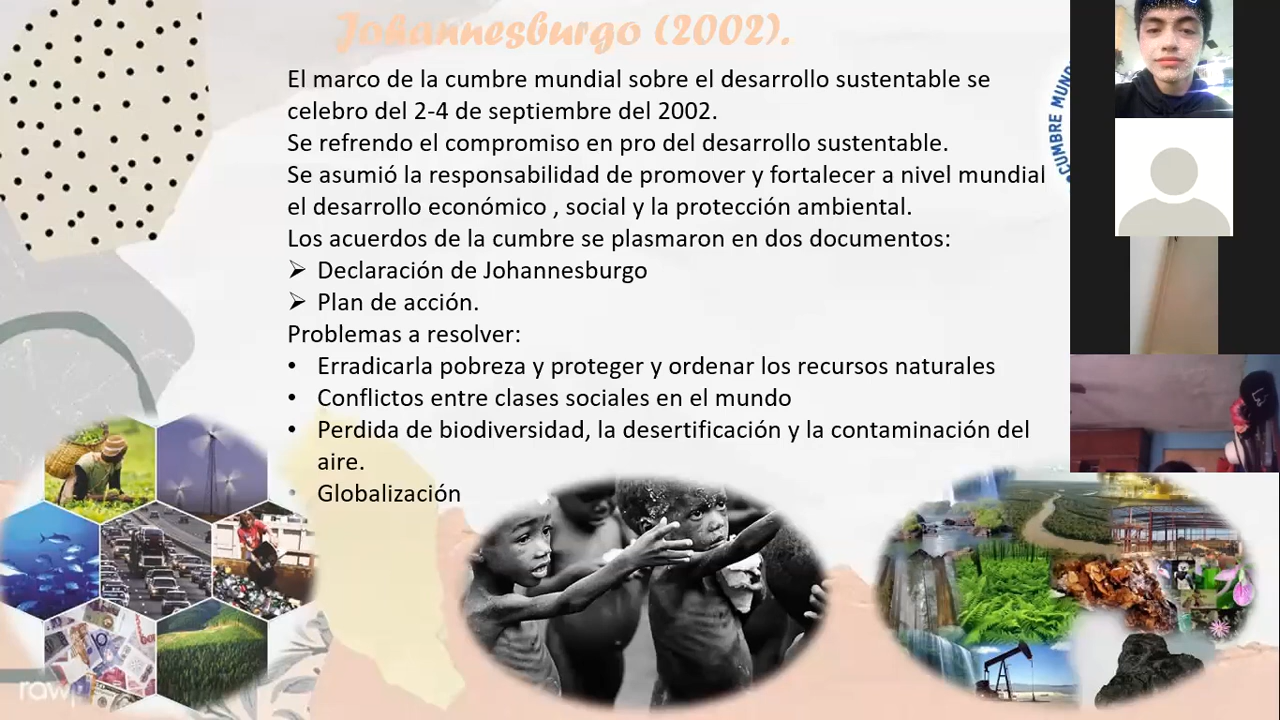 Johannesburgo (2002).
El marco de la cumbre mundial sobre el desarrollo sustentable se
celebro del 2-4 de septiembre del 2002.
Se refrendo el compromiso en pro del desarrollo sustentable.
Se asumió la responsabilidad de promover y fortalecer a nivel mundial
el desarrollo económico , social y la protección ambiental.
Los acuerdos de la cumbre se plasmaron en dos documentos:
➢ Declaración de Johannesburgo
➢ Plan de acción.
Problemas a resolver:
• Erradicarla pobreza y proteger y ordenar los recursos naturales
• Conflictos entre clases sociales en el mundo
• Perdida de biodiversidad, la desertificación y la contaminación del
aire.
• Globalización
CUMBRE